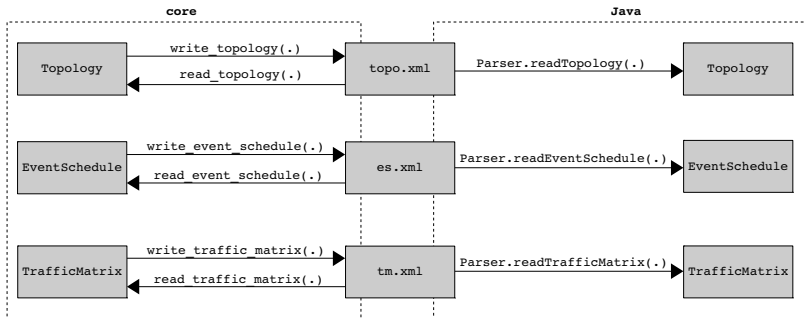 core
Java
write_topology(.)
Topology
read_topology(.)
topo.xml
Parser.readTopology(.)
Topology
write_event_schedule(.)
EventSchedule
read_event_schedule(.)
es.xml
Parser.readEventSchedule(.)
EventSchedule
write_traffic_matrix(.)
TrafficMatrix
read_traffic_matrix(.)
tm.xml
Parser.readTrafficMatrix(.)
TrafficMatrix